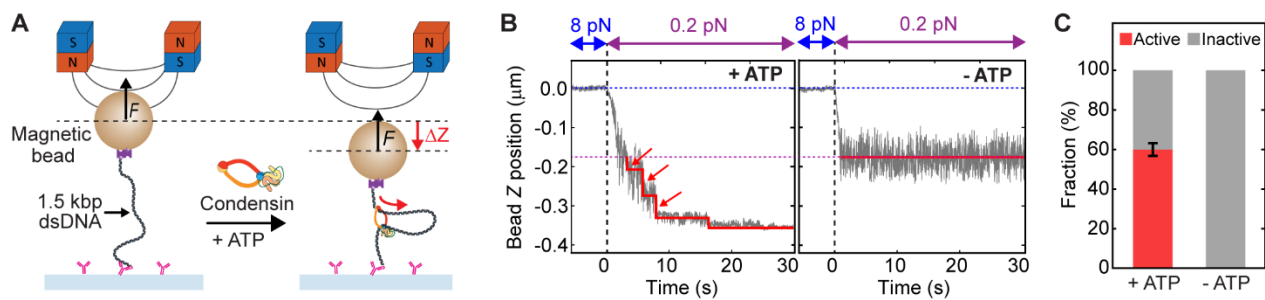 A
S
N
N
S
F
Magnetic
bead
1.5 kbp
dsDNA
Condensin
+ ATP
N
S
S
N
F
ΔZ
B
8 pN
0.2 pN
8 pN
0.2 pN
+ ATP
- ATP
Bead Z position (μm)
0.0
-0.1
-0.2
-0.3
-0.4
0
10
20
30
0
10
20
30
Time (s)
Time (s)
C
Active
Inactive
Fraction (%)
100
80
60
40
20
0
+ ATP
- ATP